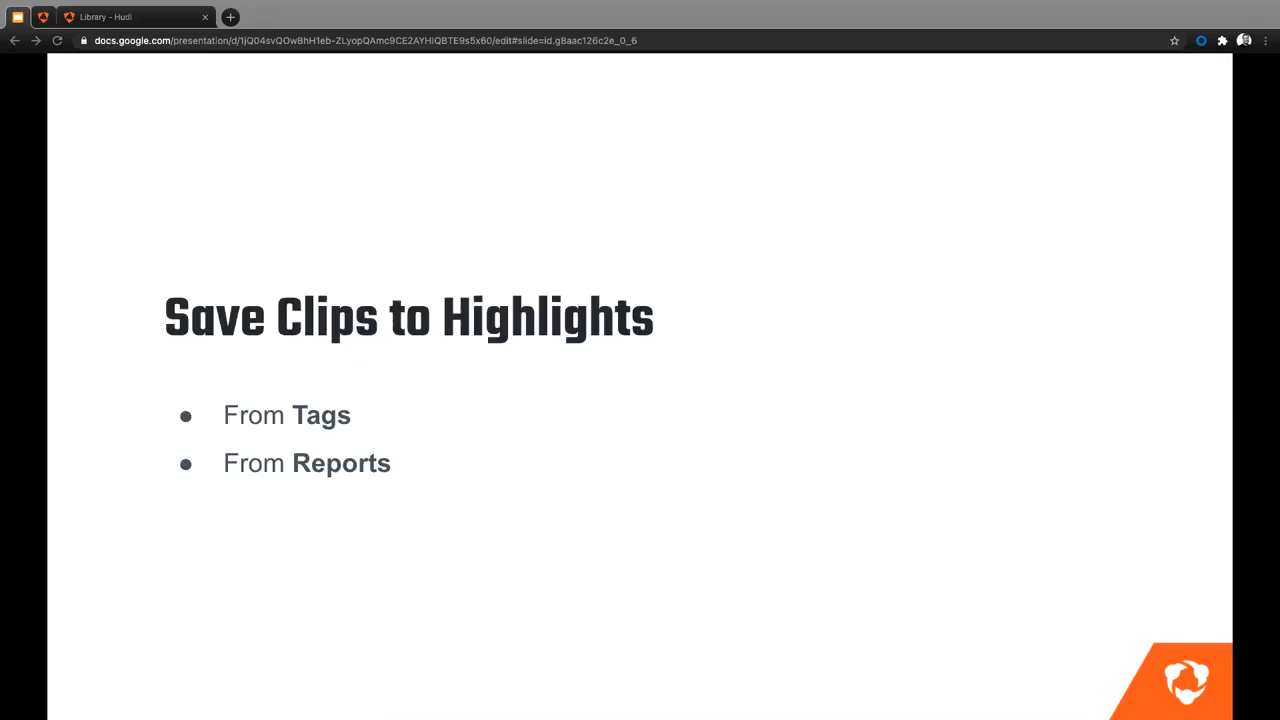 Library - Hudl
docs.google.com/presentation/d/1jQ04svQOwBhH1eb-ZLyopQAmc9CE2AYHIQBTE9s5x60/edit#slide=id.g8aac126c2e_0_6
Save Clips to Highlights
● From Tags
● From Reports